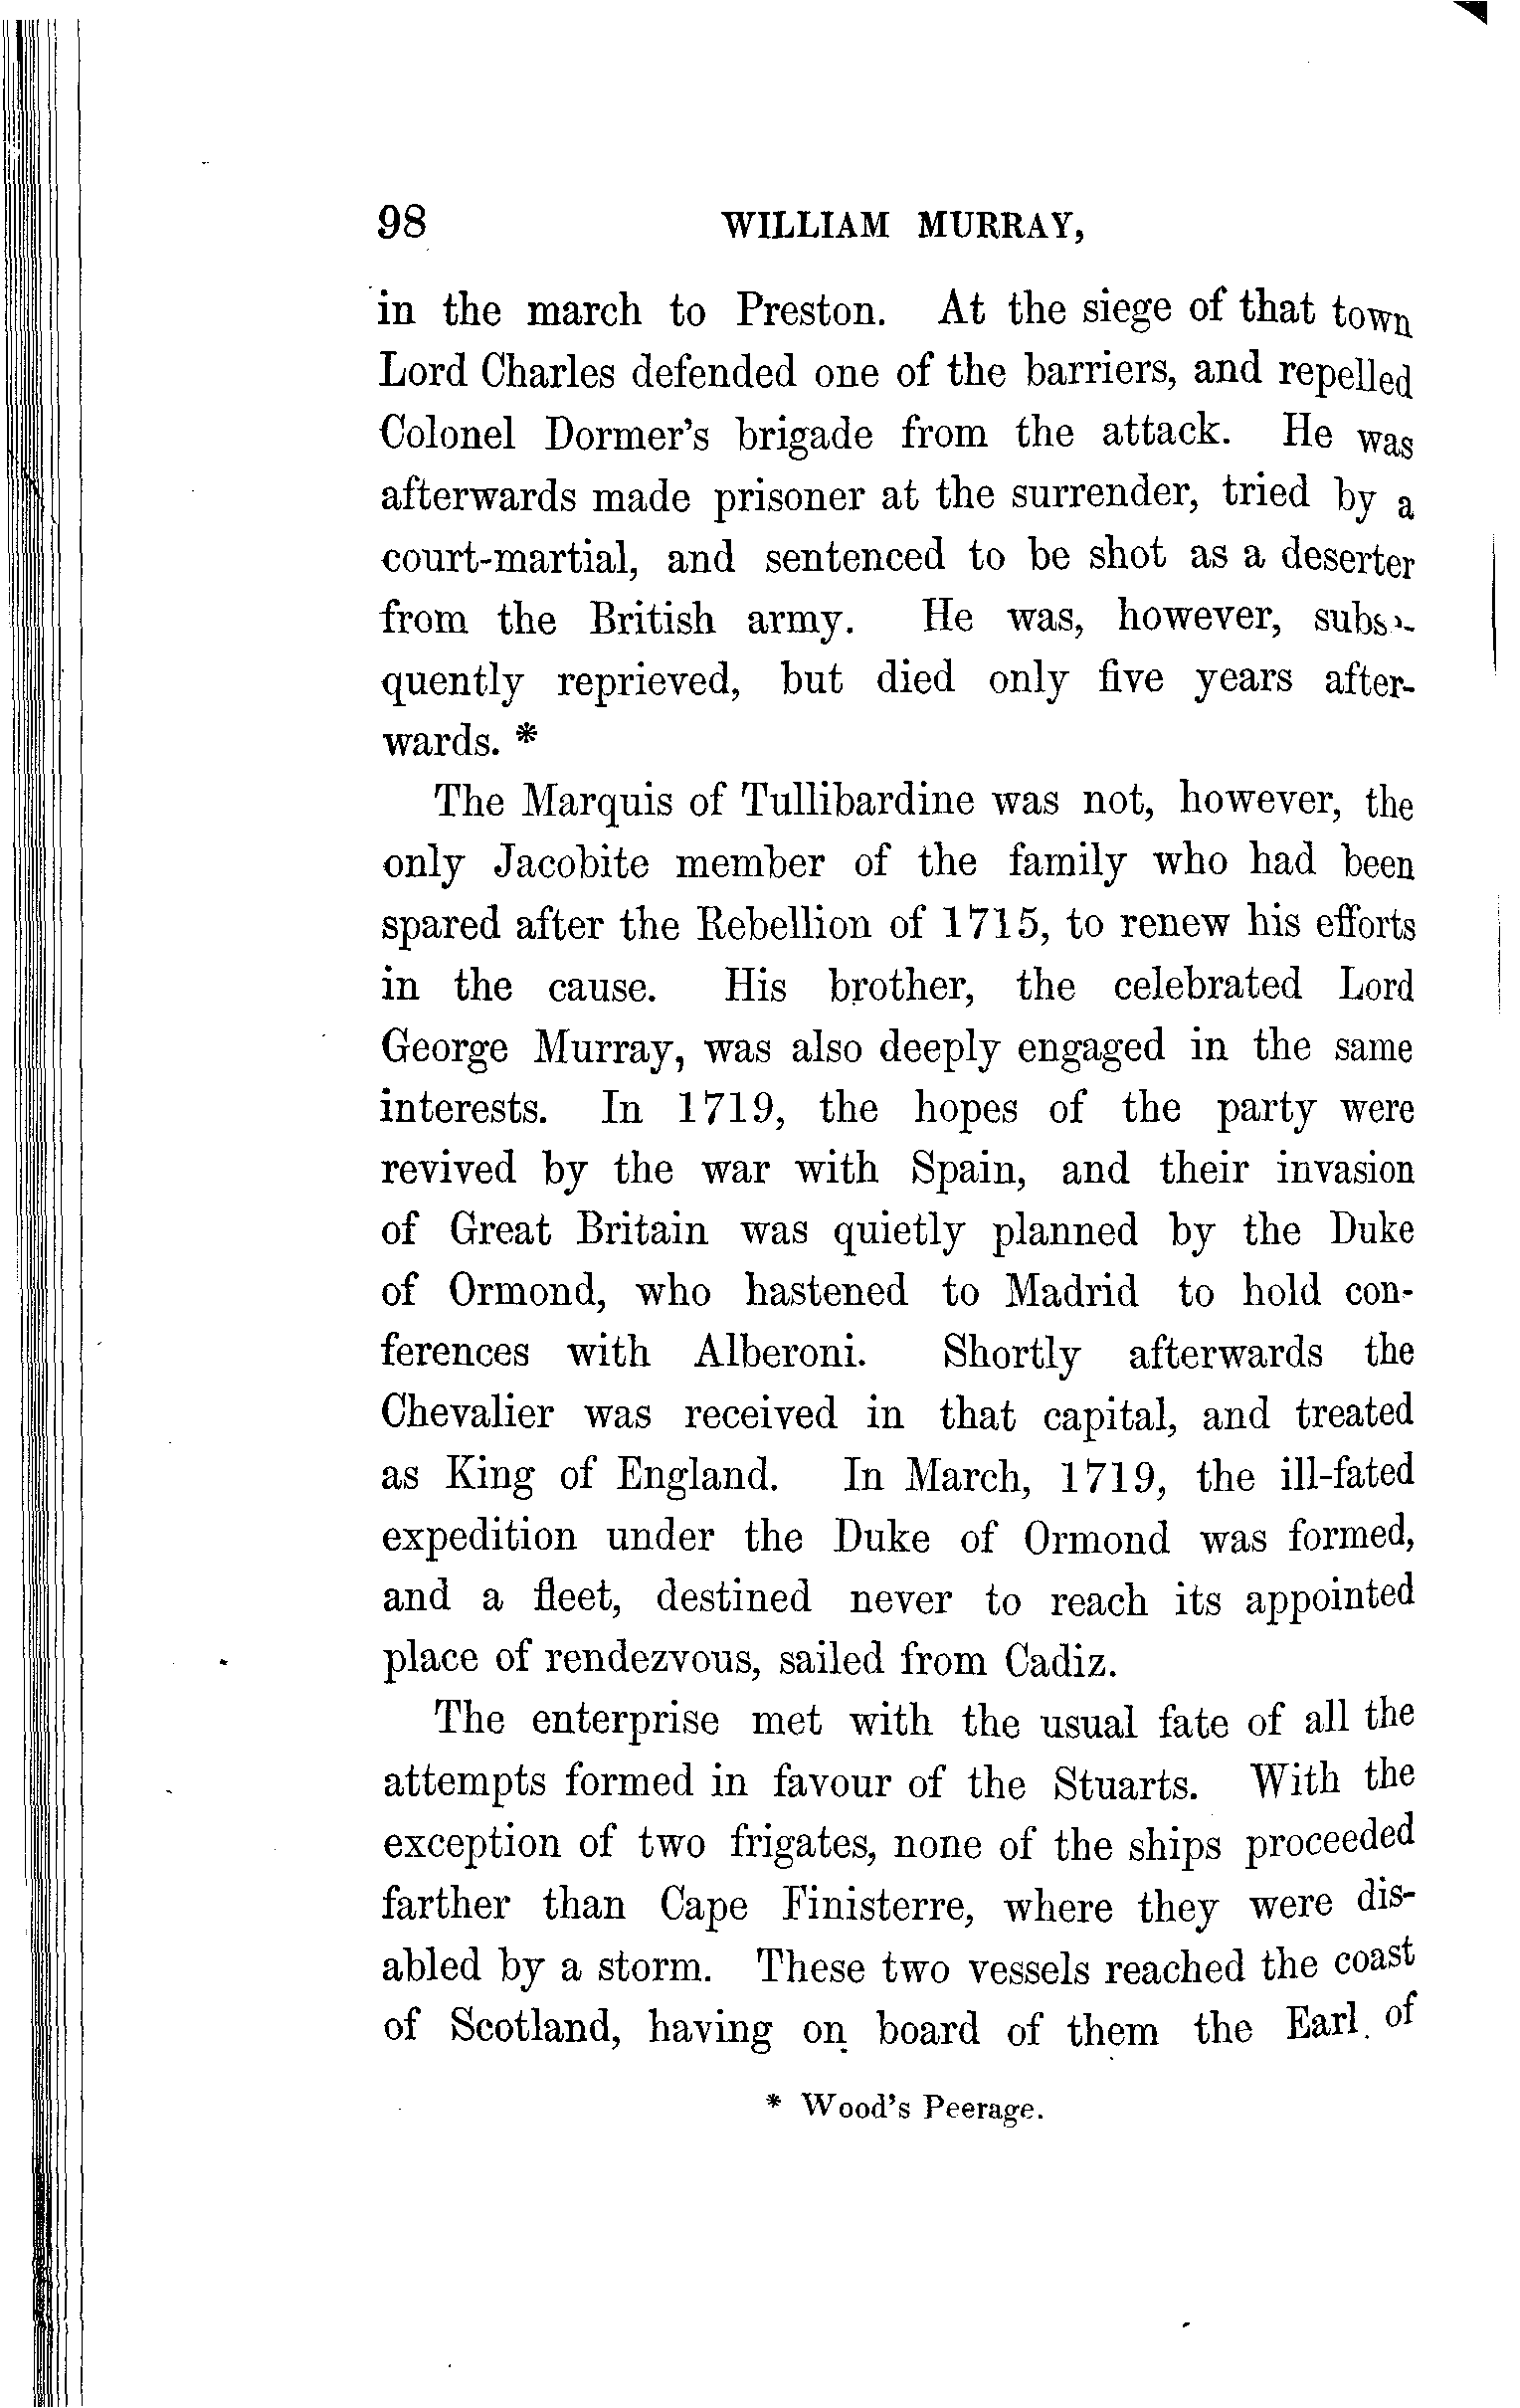 98 WILLIAM MURRAY,
in the march to Preston. At the siege of that town
Lord Charles defended one of the barriers, and repelled
Colonel Dormer's brigade from the attack. He was
afterwards made prisoner at the surrender, tried by a
court-martial, and sentenced to be shot as a deserter
from the British army. He was, however, subse-
quently reprieved, but died only five years after-
wards. *
The Marquis of Tullibardine was not, however, the
only Jacobite member of the family who had been
spared after the Rebellion of 1715, to renew his efforts
in the cause. His brother, the celebrated Lord
George Murray, was also deeply engaged in the same
interests. In 1719, the hopes of the party were
revived by the war with Spain, and their invasion
of Great Britain was quietly planned by the Duke
of Ormond, who hastened to Madrid to hold con-
ferences with Alberoni. Shortly afterwards the
Chevalier was received in that capital, and treated
as King of England. In March, 1719, the ill-fated
expedition under the Duke of Ormond was formed,
and a fleet, destined never to reach its appointed
place of rendezvous, sailed from Cadiz.
The enterprise met with the usual fate of all the
attempts formed in favour of the Stuarts. With the
exception of two frigates, none of the ships proceeded
farther than Cape Finisterre, where they were dis-
abled by a storm. These two vessels reached the coast
of Scotland, having on board of them the Earl of
* Wood's Peerage.